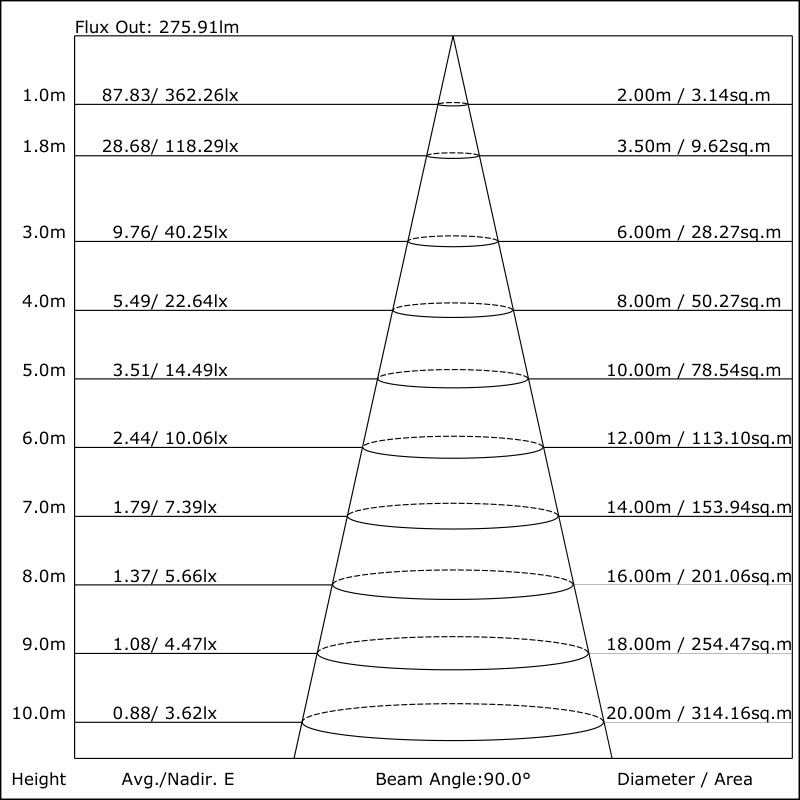 Flux Out: 275.91lm
1.0m 87.83/ 362.26lx 2.00m / 3.14sq.m
1.8m 28.68/ 118.29lx 3.50m / 9.62sq.m
3.0m 9.76/ 40.25lx 6.00m / 28.27sq.m
4.0m 5.49/ 22.64lx 8.00m / 50.27sq.m
5.0m 3.51/ 14.49lx 10.00m / 78.54sq.m
6.0m 2.44/ 10.06lx 12.00m / 113.10sq.m
7.0m 1.79/ 7.39lx 14.00m / 153.94sq.m
8.0m 1.37/ 5.66lx 16.00m / 201.06sq.m
9.0m 1.08/ 4.47lx 18.00m / 254.47sq.m
10.0m 0.88/ 3.62lx 20.00m / 314.16sq.m
Height Avg./Nadir. E Beam Angle:90.0° Diameter / Area